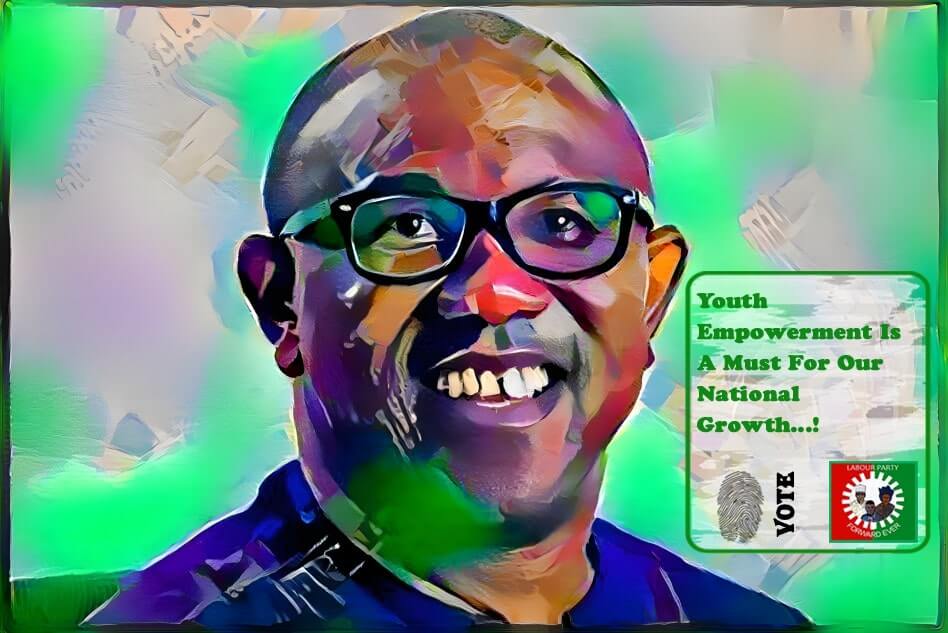 Youth
Empowerment Is
A Must For Our
National
Growth...!
VOTE
LABOUR PARTY
FORWARD EVER